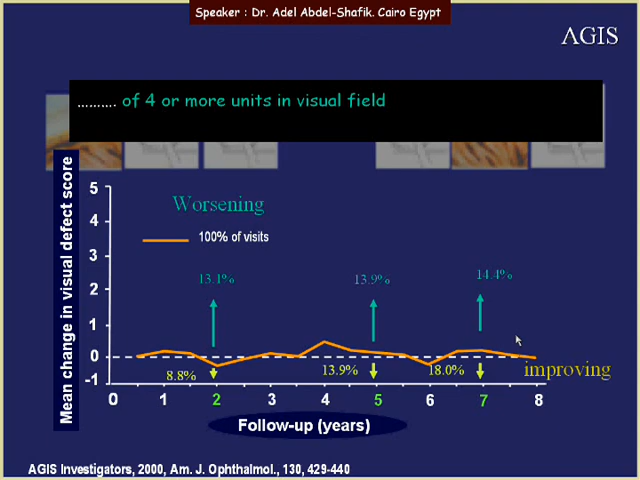 Speaker : Dr. Adel Abdel-Shafik. Cairo Egypt
AGIS
.......... of 4 or more units in visual field
Mean change in visual defect score
5
4
3
2
1
0
-1
Worsening
100% of visits
13.1%
13.9%
14.4%
8.8%
13.9%
18.0%
improving
0 1 2 3 4 5 6 7 8
Follow-up (years)
AGIS Investigators, 2000, Am. J. Ophthalmol., 130, 429-440